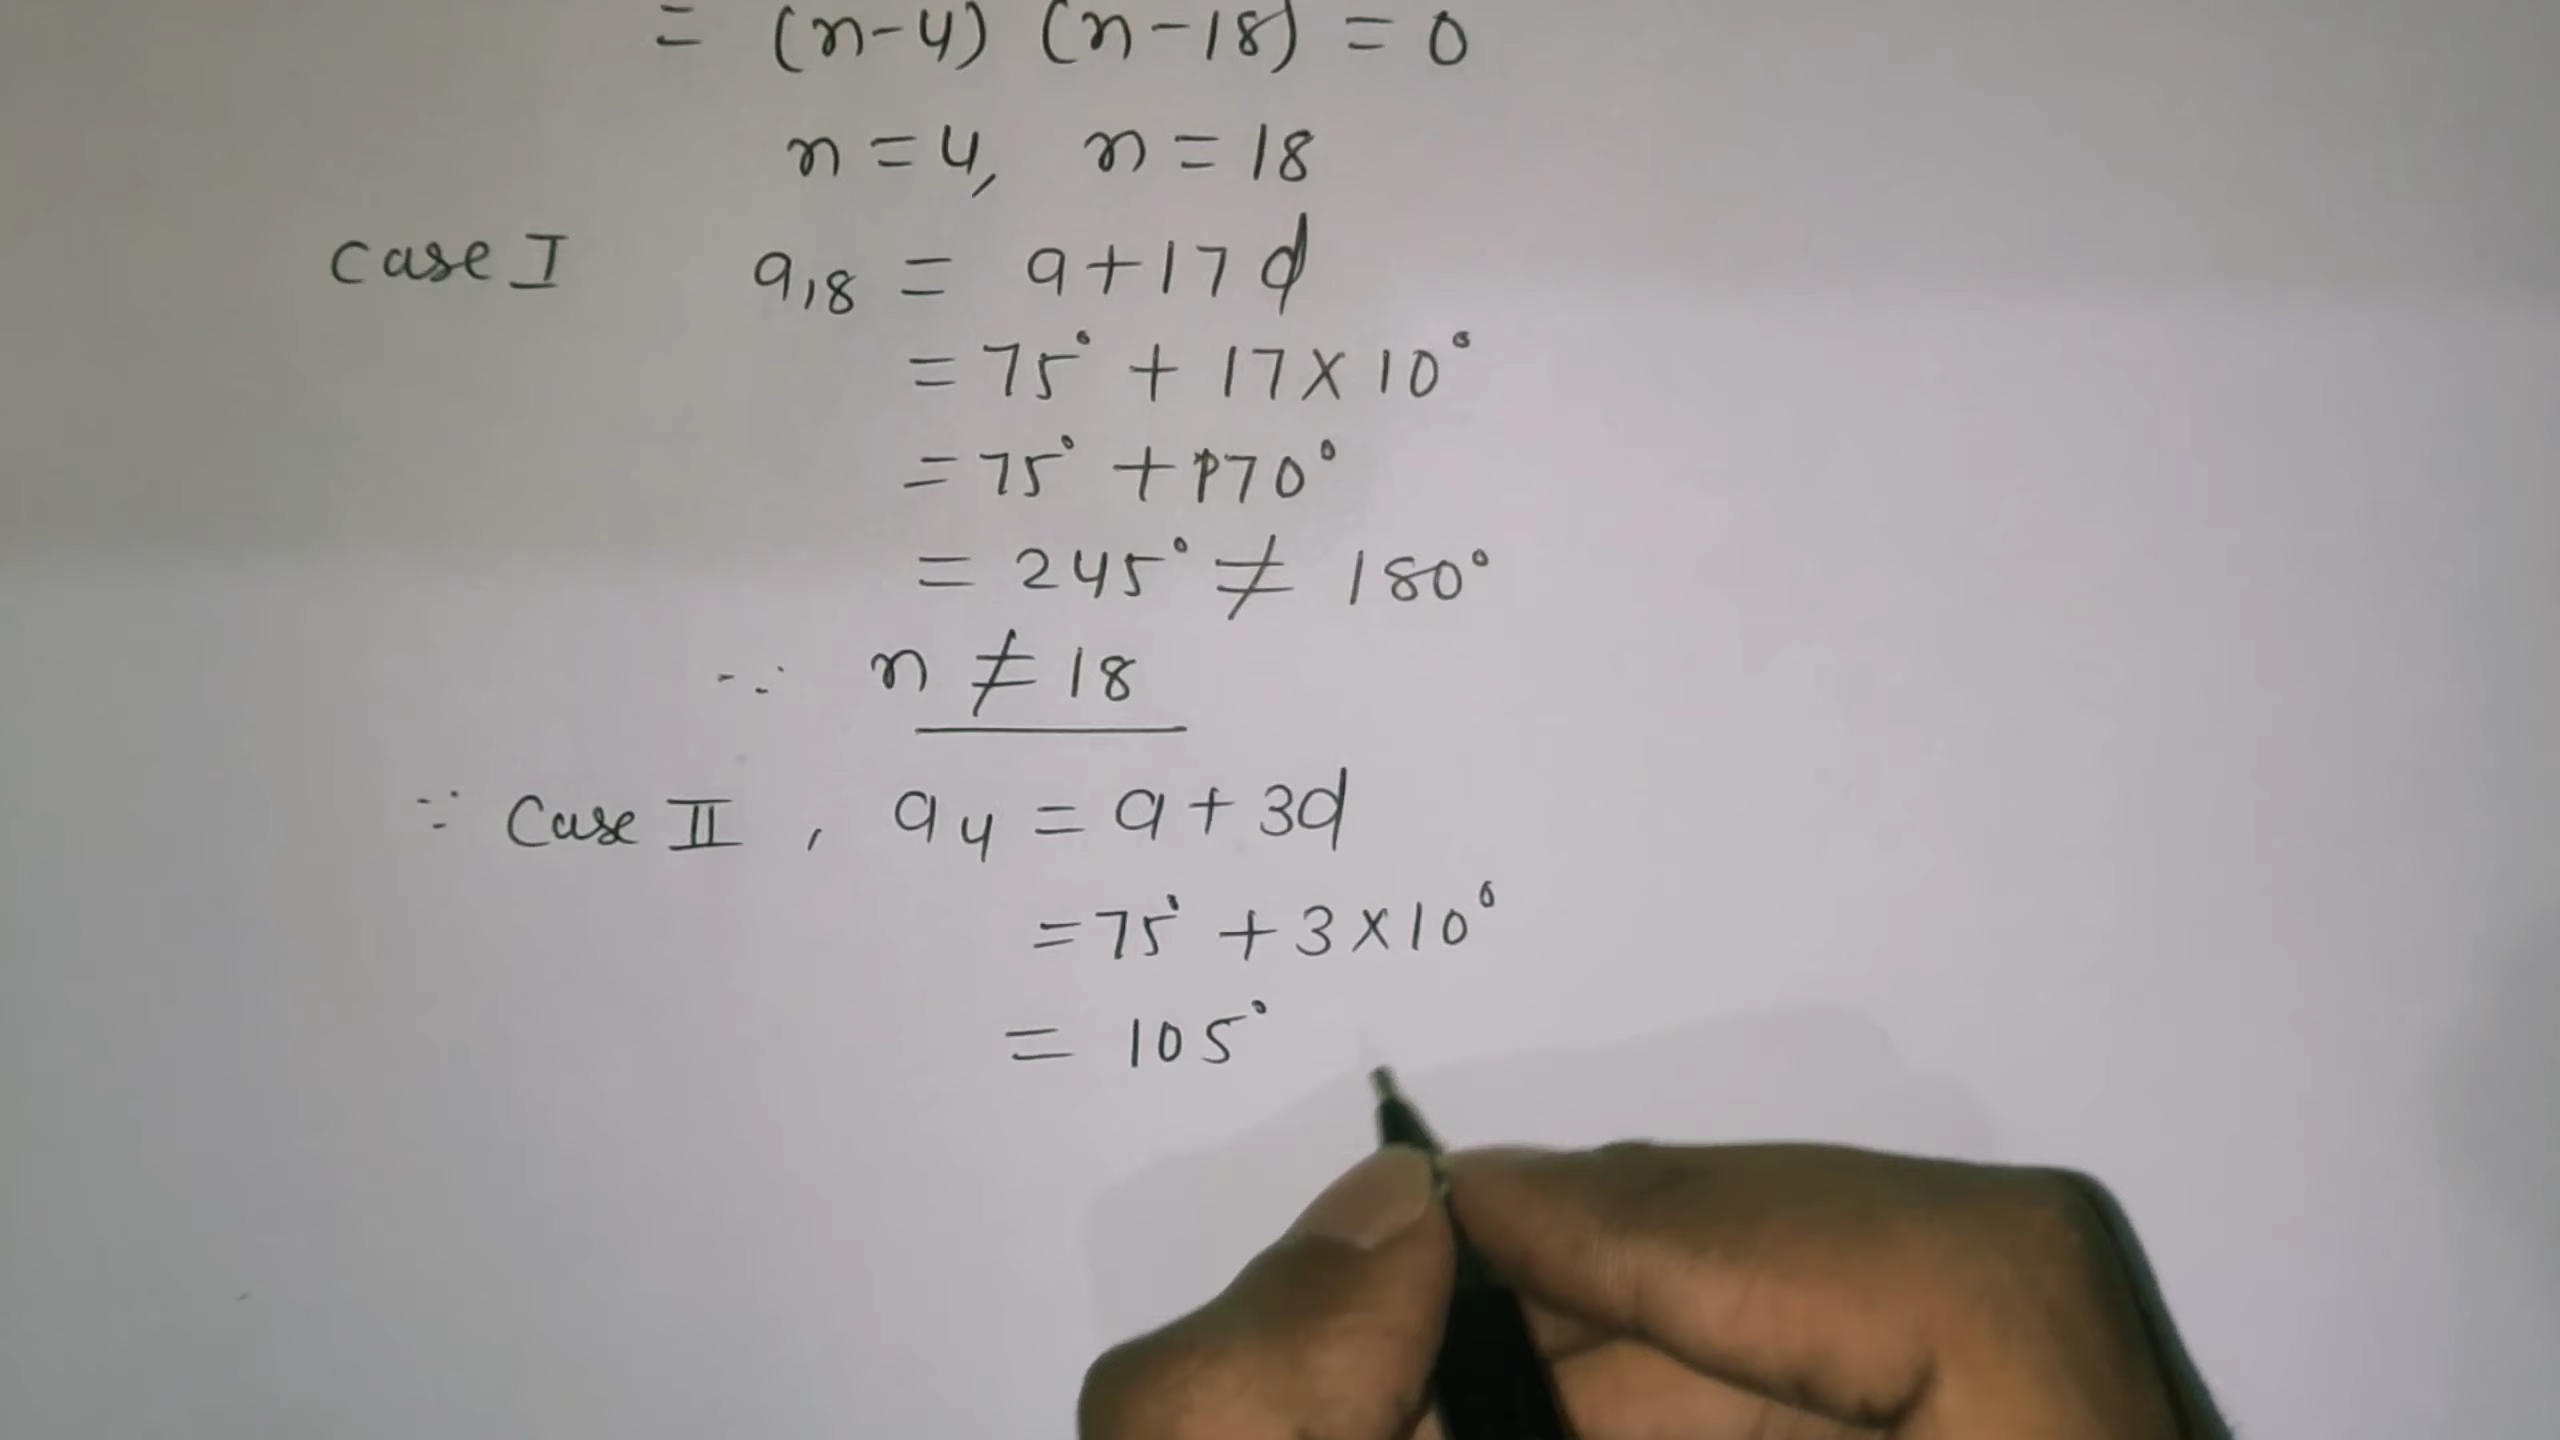 = (n-4) (n-18) = 0
n = 4, n = 18
Case I a₁₈ = a + 17d
= 75° + 17 × 10°
= 75° + 170°
= 245° ≠ 180°
∵ n ≠ 18
∵ Case II, a₄ = a + 3d
= 75° + 3 × 10°
= 105°